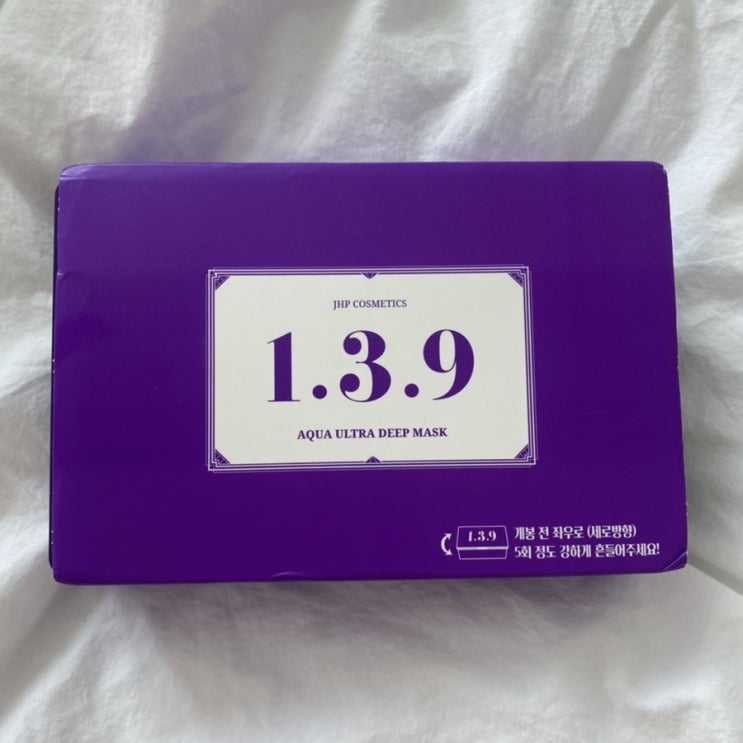 JHP COSMETICS
1.3.9
AQUA ULTRA DEEP MASK
1.3.9
개봉 전 좌우로 (세로방향)
5회 정도 강하게 흔들어주세요!